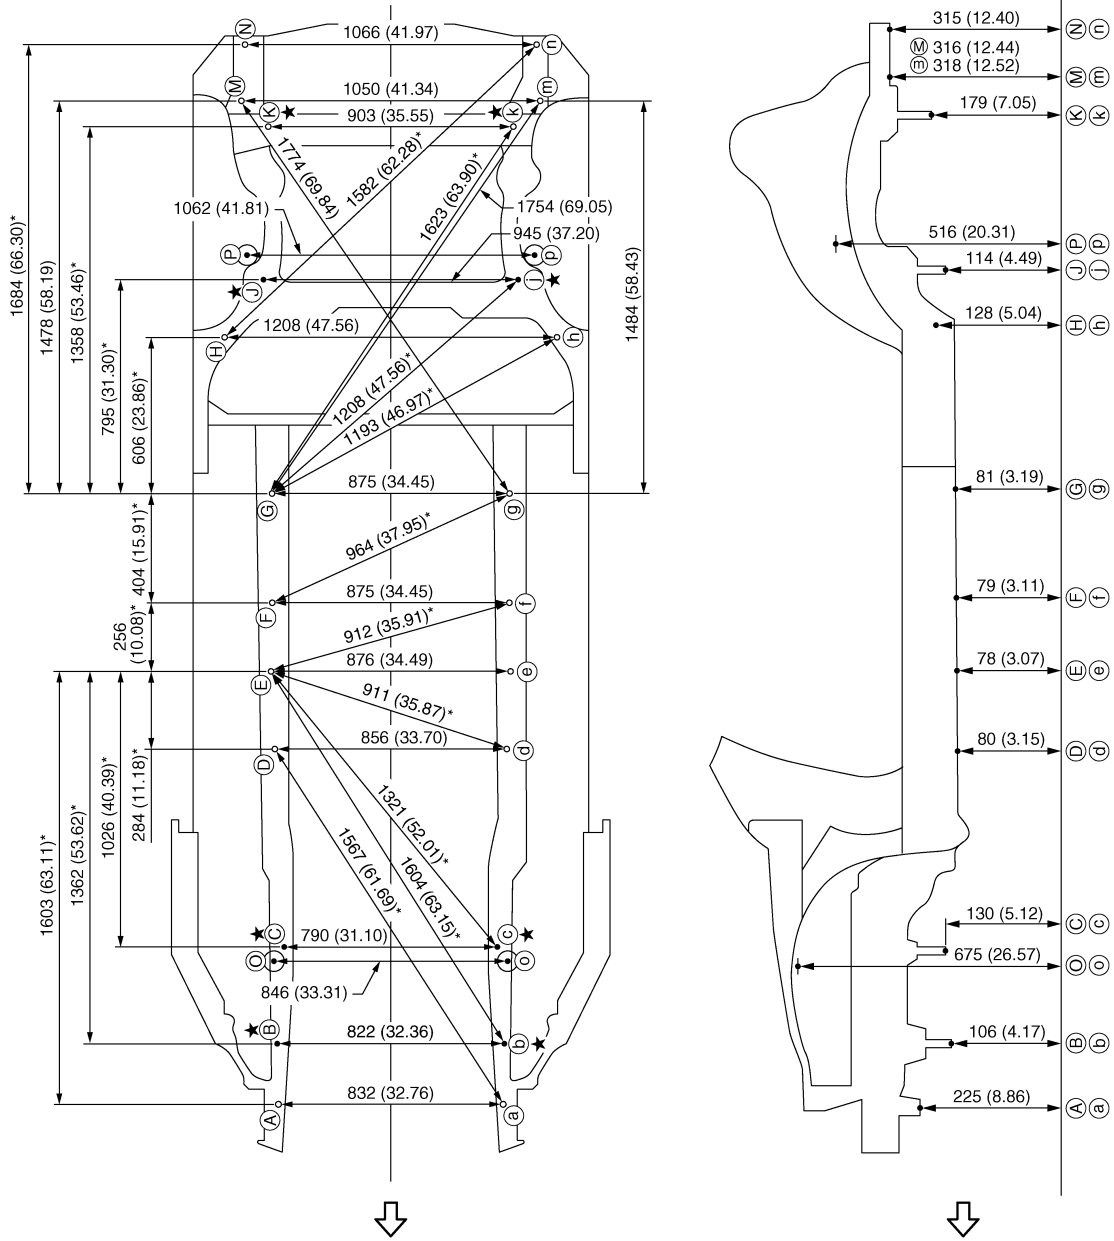 N
1066 (41.97)
n
M
1050 (41.34)
m
K
903 (35.55)
k
1774 (69.84)
1582 (62.28)*
1623 (63.90)*
1754 (69.05)
1062 (41.81)
945 (37.20)
P
p
J
j
1208 (47.56)
H
h
1208 (47.56)*
1193 (46.97)*
1684 (66.30)*
1478 (58.19)
1358 (53.46)*
795 (31.30)*
606 (23.86)*
1484 (58.43)
875 (34.45)
G
g
404 (15.91)*
964 (37.95)*
875 (34.45)
F
f
256
(10.08)*
912 (35.91)*
876 (34.49)
E
e
911 (35.87)*
856 (33.70)
D
d
1603 (63.11)*
1362 (53.62)*
1026 (40.39)*
284 (11.18)*
1321 (52.01)*
1567 (61.69)*
1604 (63.15)*
C
790 (31.10)
c
O
o
846 (33.31)
B
822 (32.36)
b
832 (32.76)
A
a
315 (12.40) N n
M 316 (12.44)
m 318 (12.52) M m
179 (7.05) K k
516 (20.31) P p
114 (4.49) J j
128 (5.04) H h
81 (3.19) G g
79 (3.11) F f
78 (3.07) E e
80 (3.15) D d
130 (5.12) C c
675 (26.57) O o
106 (4.17) B b
225 (8.86) A a